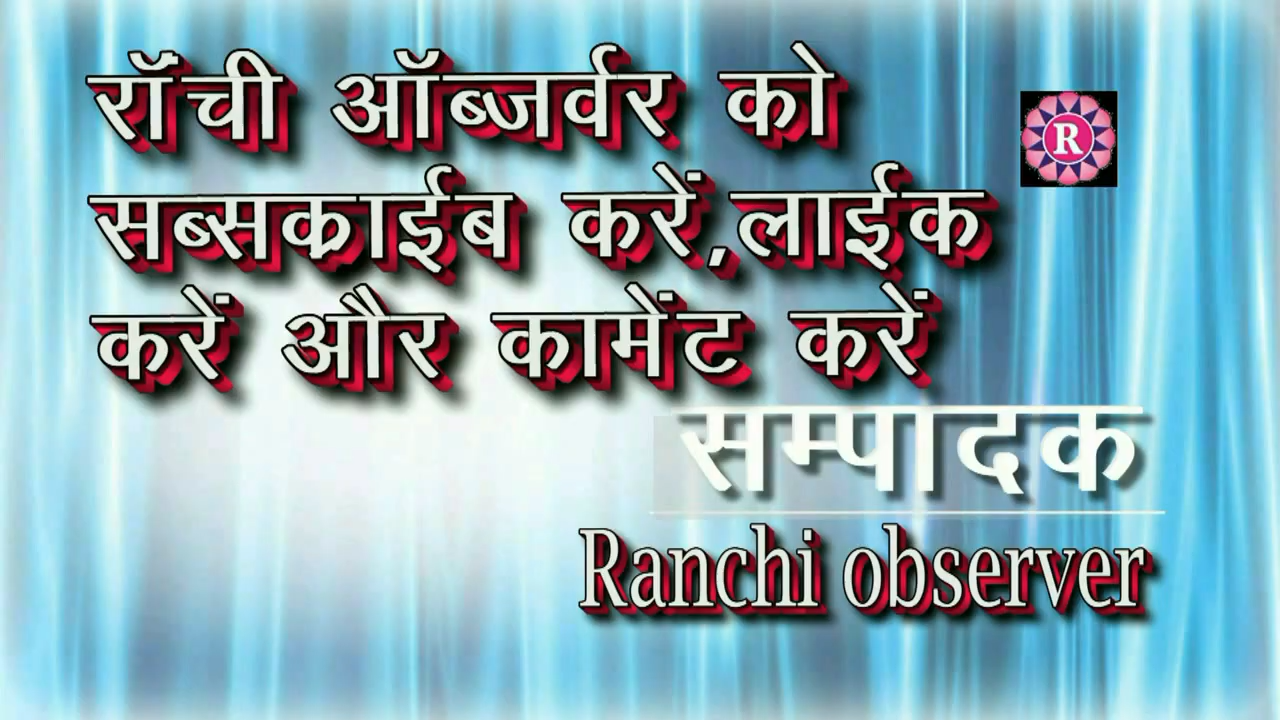 रॉंची ऑब्जर्वर को
R
सब्सक्राईब करें,लाईक
करें और कामेंट करें
सम्पादक
Ranchi observer